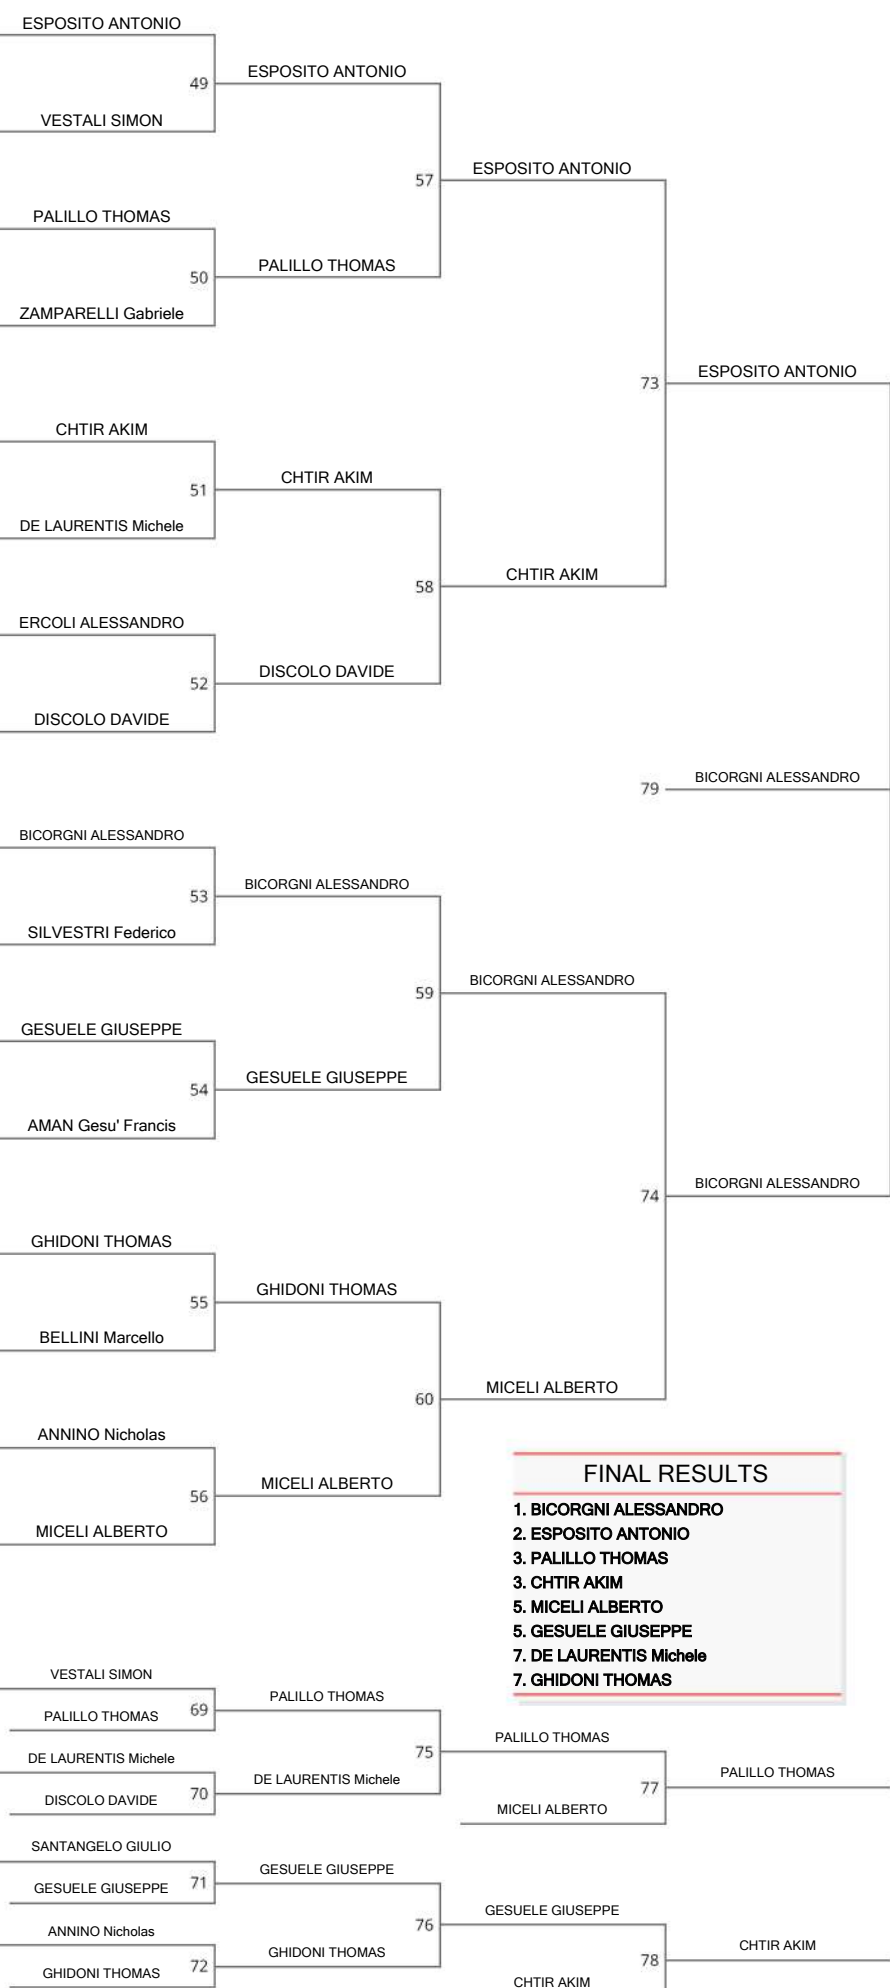 ESPOSITO ANTONIO
49
ESPOSITO ANTONIO
VESTALI SIMON
57
ESPOSITO ANTONIO
PALILLO THOMAS
50
PALILLO THOMAS
ZAMPARELLI Gabriele
73
ESPOSITO ANTONIO
CHTIR AKIM
51
CHTIR AKIM
DE LAURENTIS Michele
58
CHTIR AKIM
ERCOLI ALESSANDRO
52
DISCOLO DAVIDE
DISCOLO DAVIDE
79
BICORGNI ALESSANDRO
BICORGNI ALESSANDRO
53
BICORGNI ALESSANDRO
SILVESTRI Federico
59
BICORGNI ALESSANDRO
GESUELE GIUSEPPE
54
GESUELE GIUSEPPE
AMAN Gesu' Francis
74
BICORGNI ALESSANDRO
GHIDONI THOMAS
55
GHIDONI THOMAS
BELLINI Marcello
60
MICELI ALBERTO
ANNINO Nicholas
56
MICELI ALBERTO
MICELI ALBERTO
FINAL RESULTS
1. BICORGNI ALESSANDRO
2. ESPOSITO ANTONIO
3. PALILLO THOMAS
3. CHTIR AKIM
5. MICELI ALBERTO
5. GESUELE GIUSEPPE
7. DE LAURENTIS Michele
7. GHIDONI THOMAS
VESTALI SIMON
69
PALILLO THOMAS
PALILLO THOMAS
75
PALILLO THOMAS
DE LAURENTIS Michele
70
DE LAURENTIS Michele
DISCOLO DAVIDE
77
PALILLO THOMAS
MICELI ALBERTO
SANTANGELO GIULIO
71
GESUELE GIUSEPPE
GESUELE GIUSEPPE
76
GESUELE GIUSEPPE
ANNINO Nicholas
72
GHIDONI THOMAS
GHIDONI THOMAS
78
CHTIR AKIM
CHTIR AKIM